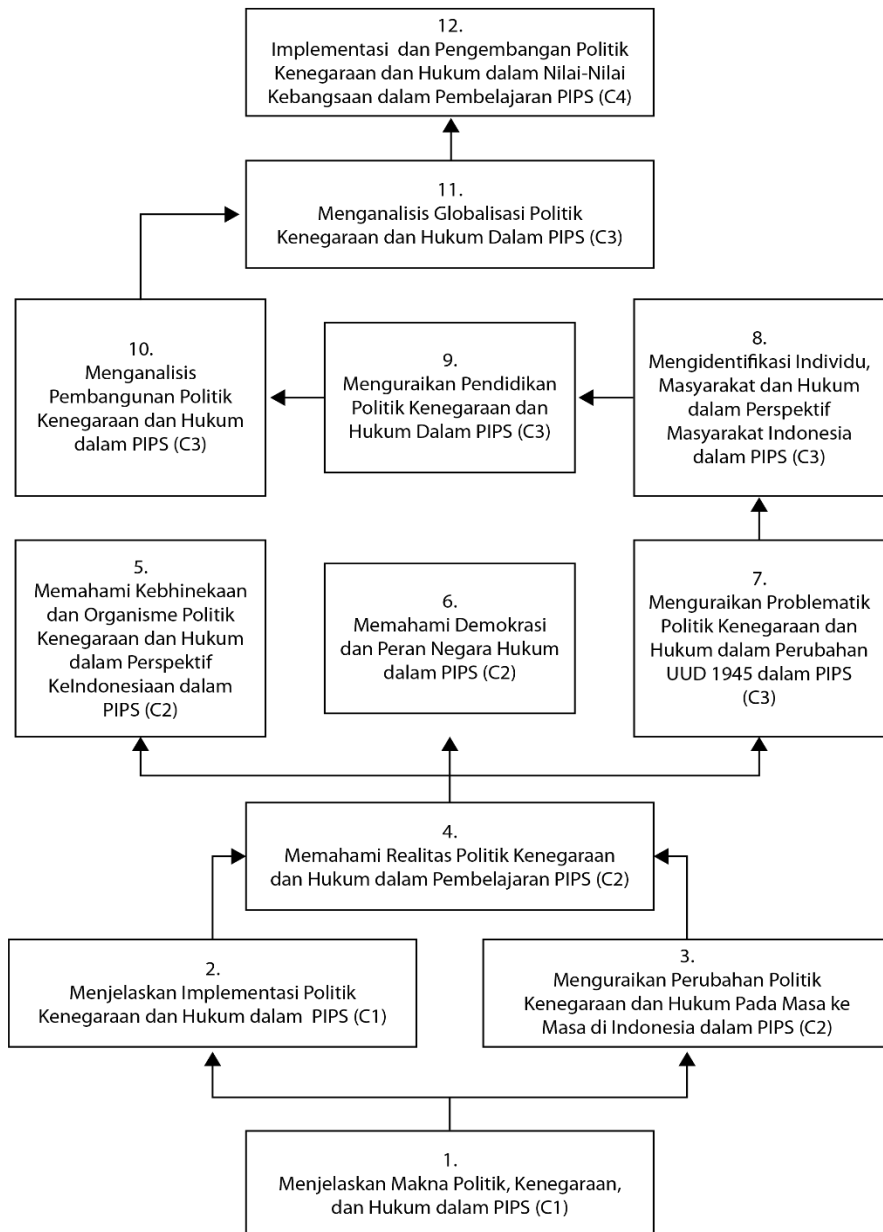 12.
Implementasi dan Pengembangan Politik
Kenegaraan dan Hukum dalam Nilai-Nilai
Kebangsaan dalam Pembelajaran PIPS (C4)
11.
Menganalisis Globalisasi Politik
Kenegaraan dan Hukum Dalam PIPS (C3)
10.
Menganalisis
Pembangunan Politik
Kenegaraan dan Hukum
dalam PIPS (C3)
9.
Menguraikan Pendidikan
Politik Kenegaraan dan
Hukum Dalam PIPS (C3)
8.
Mengidentifikasi Individu,
Masyarakat dan Hukum
dalam Perspektif
Masyarakat Indonesia
dalam PIPS (C3)
5.
Memahami Kebhinekaan
dan Organisme Politik
Kenegaraan dan Hukum
dalam Perspektif
KeIndonesiaan dalam
PIPS (C2)
6.
Memahami Demokrasi
dan Peran Negara Hukum
dalam PIPS (C2)
7.
Menguraikan Problematik
Politik Kenegaraan dan
Hukum dalam Perubahan
UUD 1945 dalam PIPS
(C3)
4.
Memahami Realitas Politik Kenegaraan
dan Hukum dalam Pembelajaran PIPS (C2)
2.
Menjelaskan Implementasi Politik
Kenegaraan dan Hukum dalam PIPS (C1)
3.
Menguraikan Perubahan Politik
Kenegaraan dan Hukum Pada Masa ke
Masa di Indonesia dalam PIPS (C2)
1.
Menjelaskan Makna Politik, Kenegaraan,
dan Hukum dalam PIPS (C1)